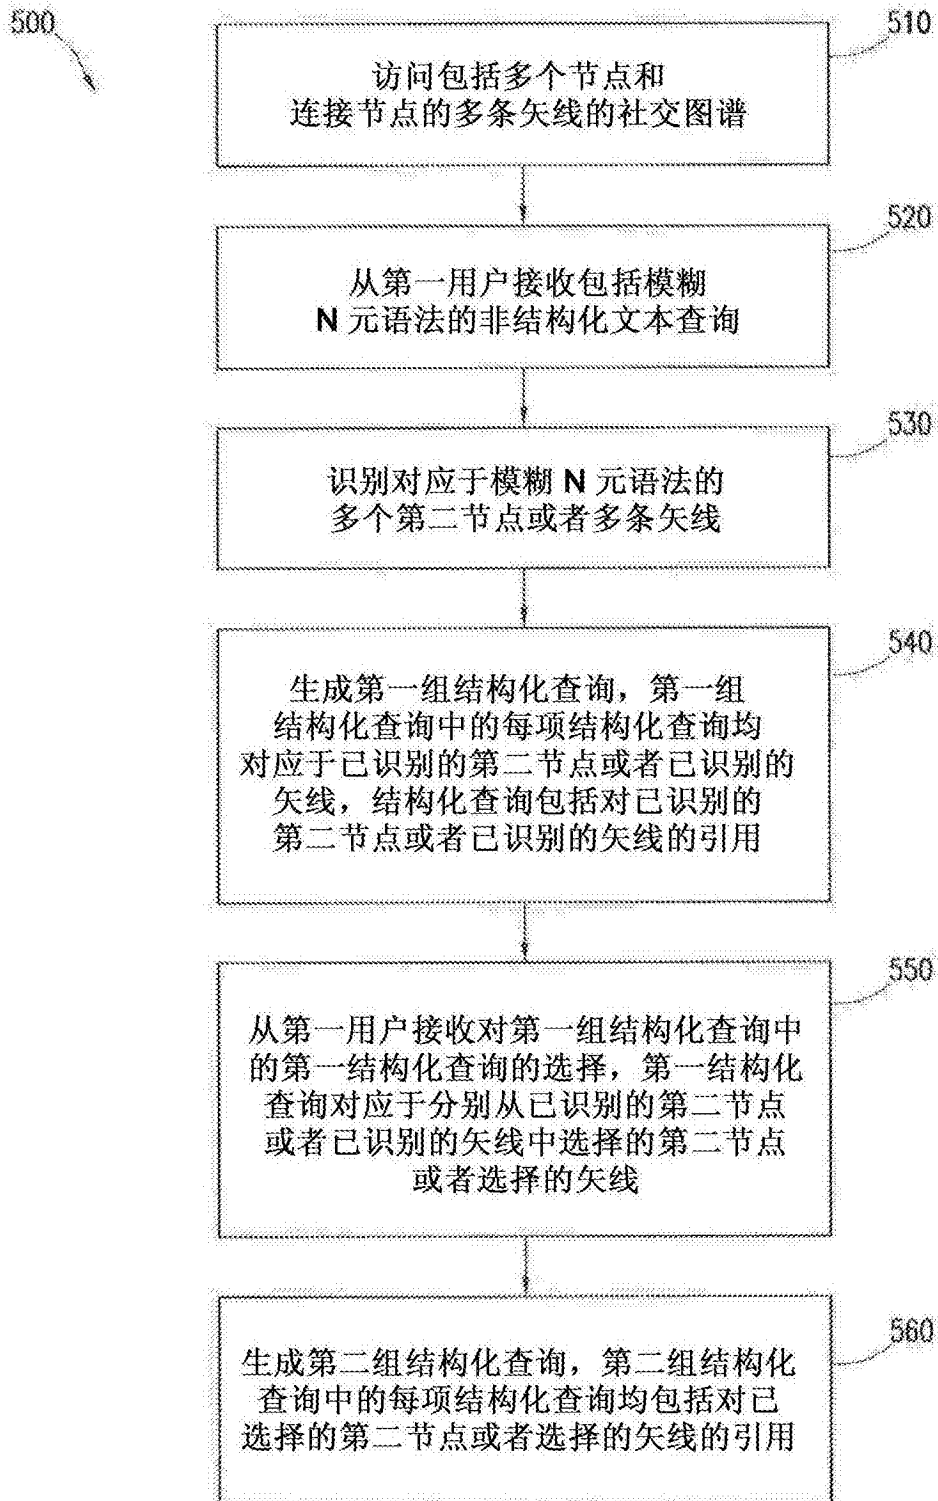 500
510
访问包括多个节点和
连接节点的多条矢线的社交图谱
520
从第一用户接收包括模糊
N 元语法的非结构化文本查询
530
识别对应于模糊 N 元语法的
多个第二节点或者多条矢线
540
生成第一组结构化查询，第一组
结构化查询中的每项结构化查询均
对应于已识别的第二节点或者已识别的
矢线，结构化查询包括对已识别的
第二节点或者已识别的矢线的引用
550
从第一用户接收对第一组结构化查询中
的第一结构化查询的选择，第一结构化
查询对应于分别从已识别的第二节点
或者已识别的矢线中选择的第二节点
或者选择的矢线
560
生成第二组结构化查询，第二组结构化
查询中的每项结构化查询均包括对已
选择的第二节点或者选择的矢线的引用